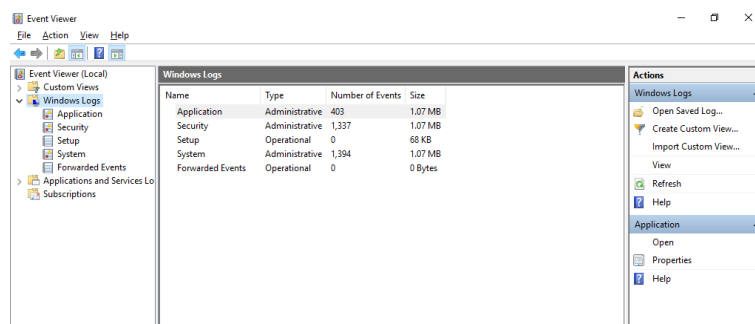 Event Viewer
File Action View Help
Event Viewer (Local)
Custom Views
Windows Logs
Application
Security
Setup
System
Forwarded Events
Applications and Services Lo
Subscriptions
Windows Logs
Name Type Number of Events Size
Application Administrative 403 1.07 MB
Security Administrative 1,337 1.07 MB
Setup Operational 0 68 KB
System Administrative 1,394 1.07 MB
Forwarded Events Operational 0 0 Bytes
Actions
Windows Logs
Open Saved Log...
Create Custom View...
Import Custom View...
View
Refresh
Help
Application
Open
Properties
Help